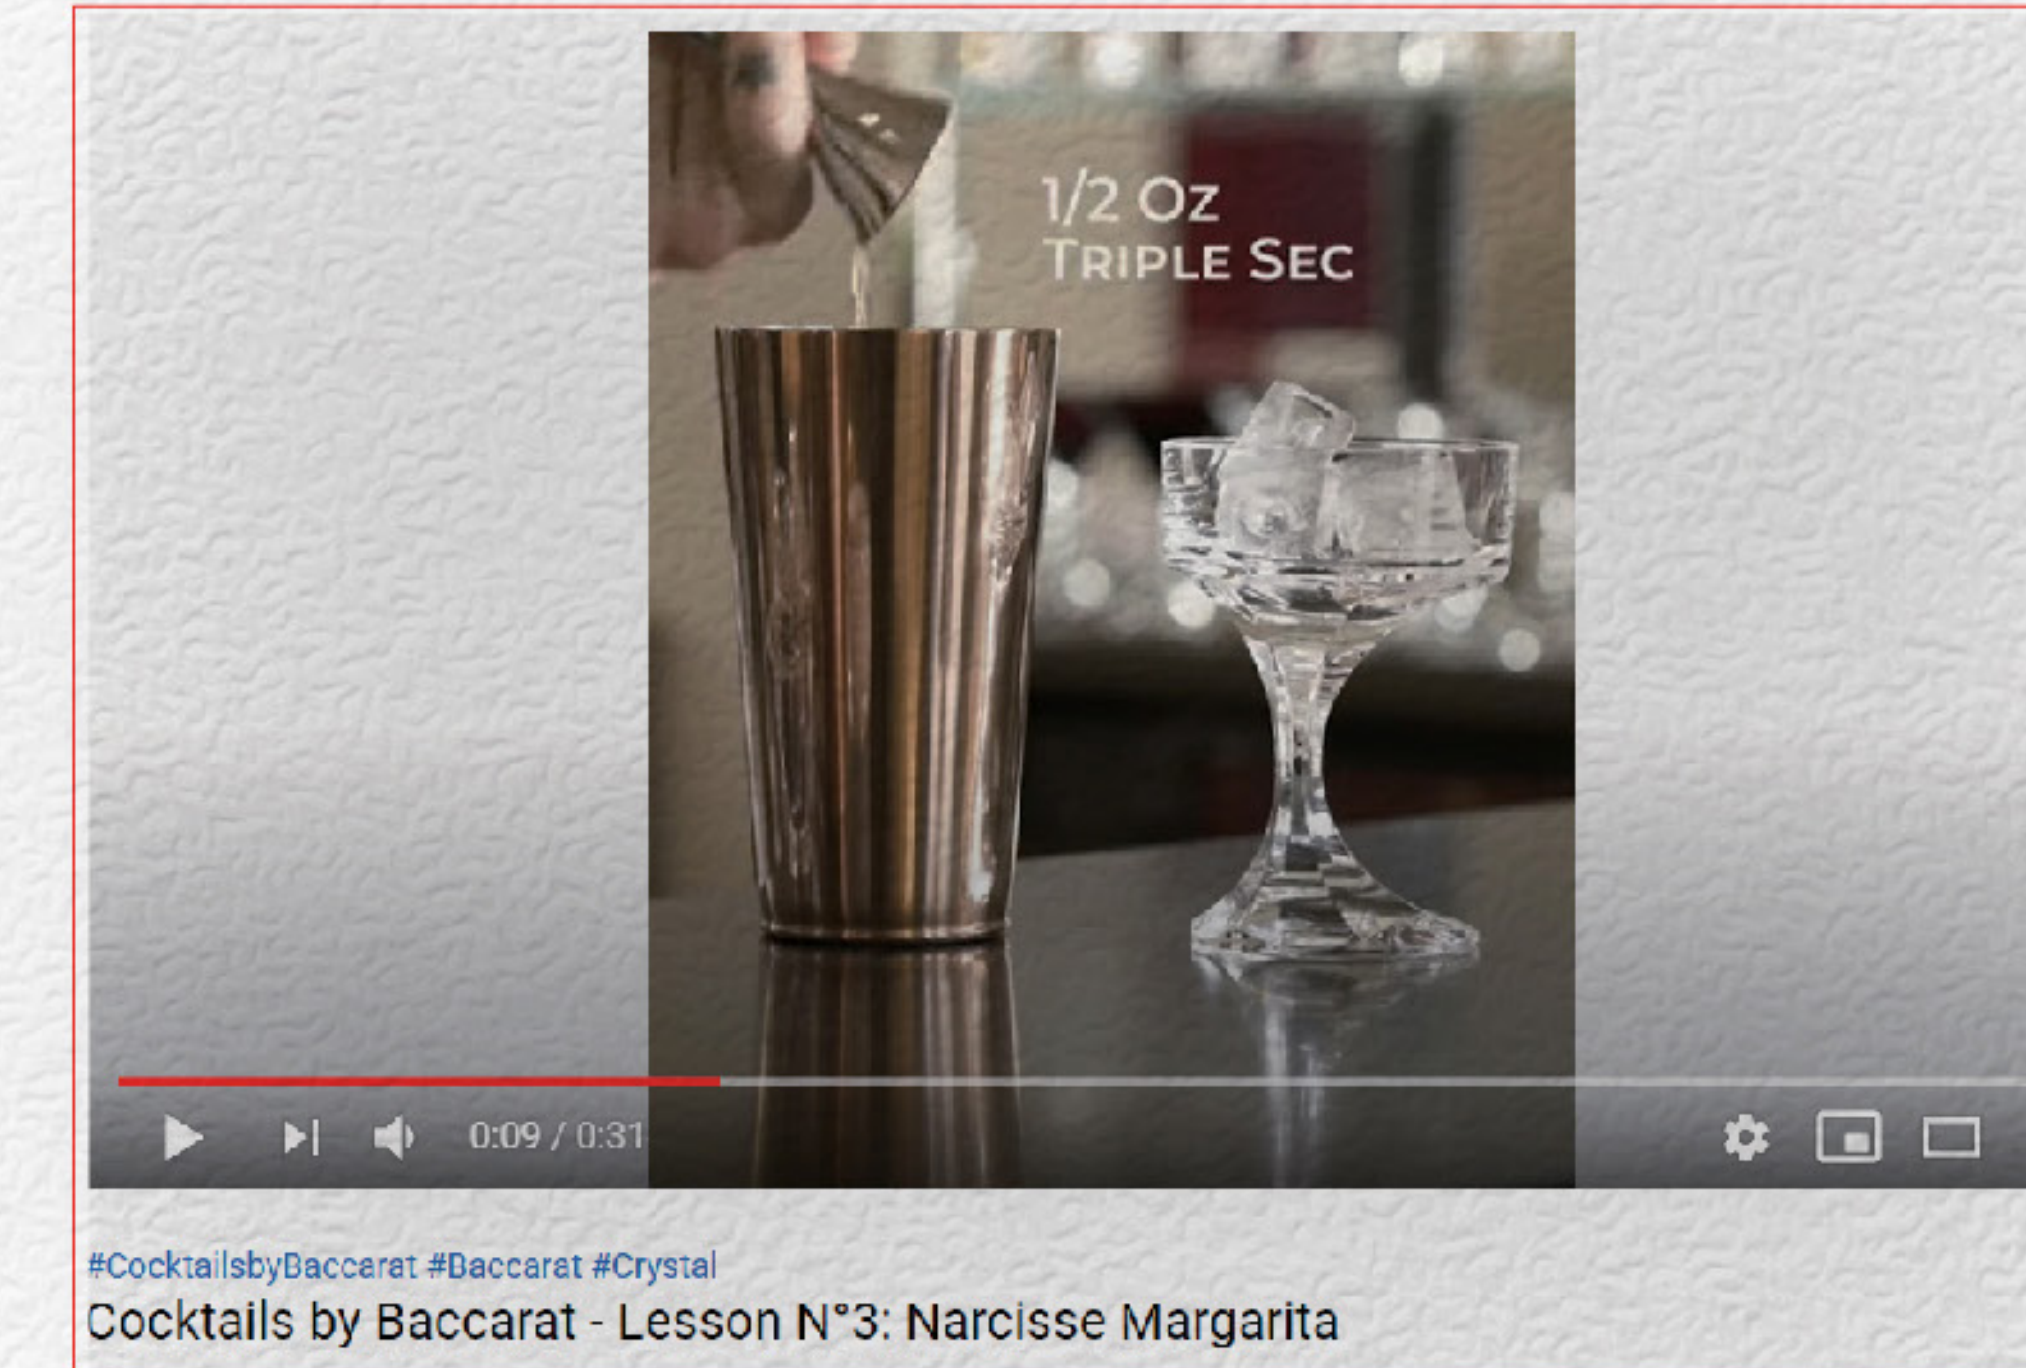 1/2 Oz
Triple Sec
0:09 / 0:31
#CocktailsbyBaccarat #Baccarat #Crystal
Cocktails by Baccarat - Lesson N°3: Narcisse Margarita